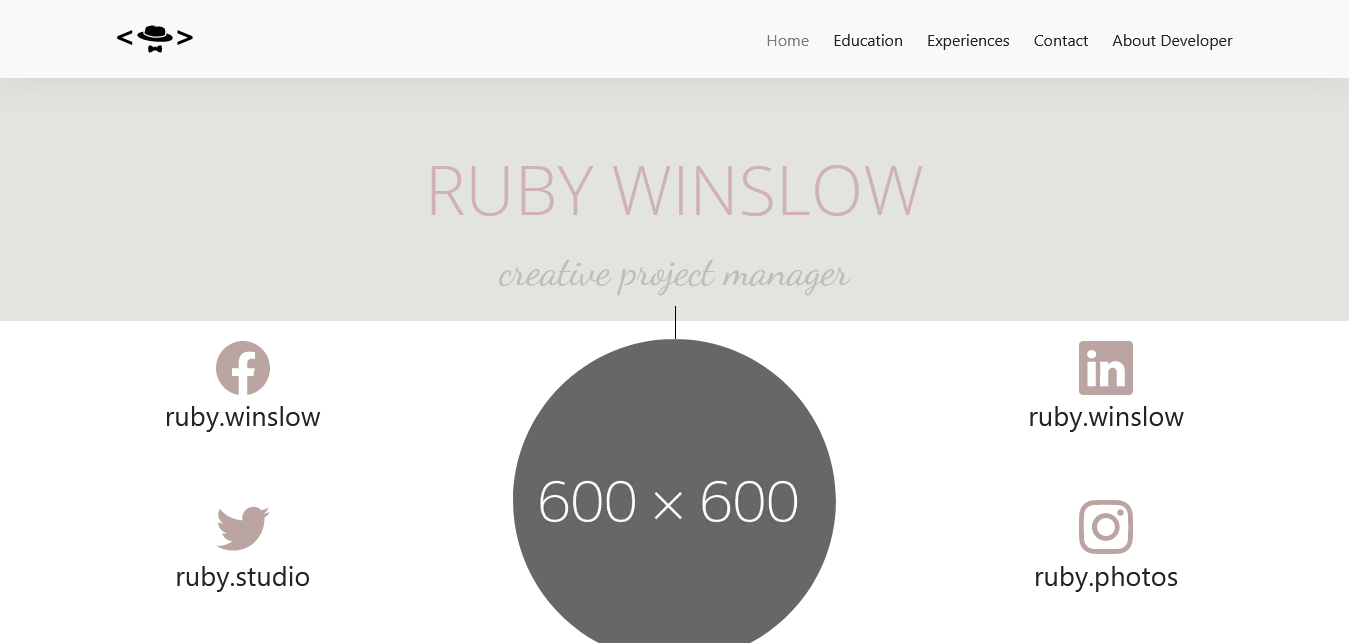 Home Education Experiences Contact About Developer
RUBY WINSLOW
creative project manager
ruby.winslow
ruby.winslow
600 × 600
ruby.studio
ruby.photos